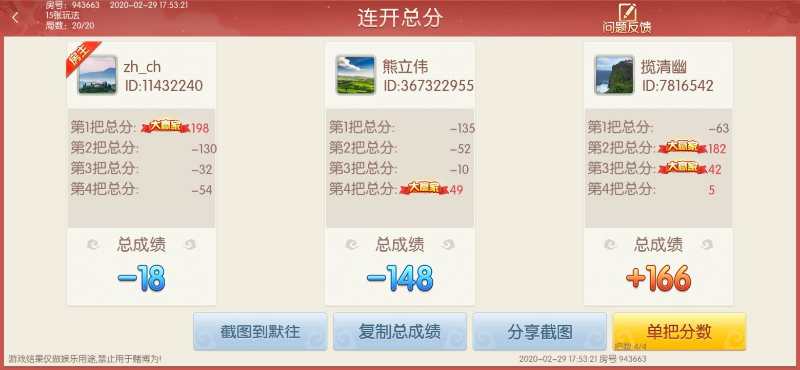 房号：943663 2020-02-29 17:53:21
15张玩法
局数：20/20
连开总分
问题反馈
房主
zh_ch
ID:11432240
第1把总分: 大赢家 198
第2把总分: -130
第3把总分: -32
第4把总分: -54
总成绩
-18
熊立伟
ID:367322955
第1把总分: -135
第2把总分: -52
第3把总分: -10
第4把总分: 大赢家 49
总成绩
-148
揽清幽
ID:7816542
第1把总分: -63
第2把总分: 大赢家 182
第3把总分: 大赢家 42
第4把总分: 5
总成绩
+166
截图到默往
复制总成绩
分享截图
单把分数
把数:4/4
游戏结果仅做娱乐用途,禁止用于赌博为!
2020-02-29 17:53:21 房号 943663